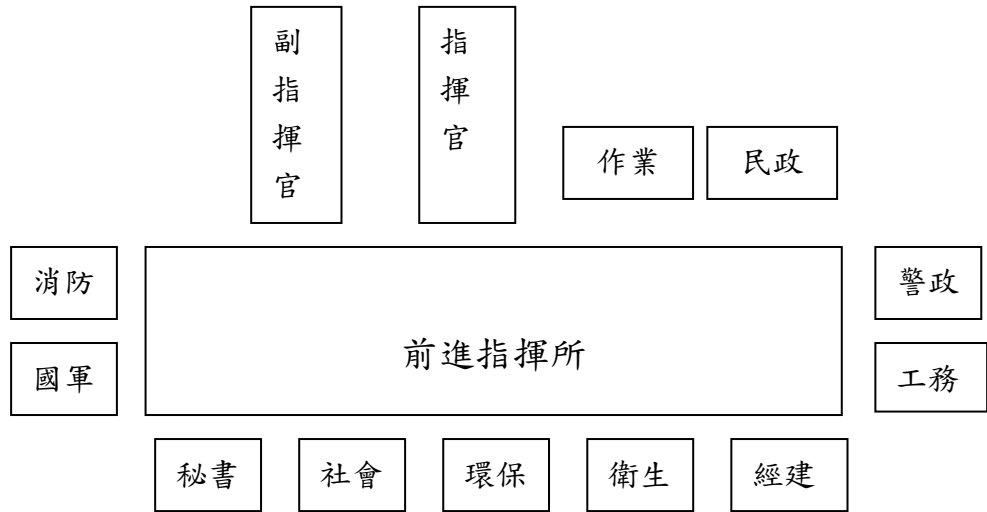 副指揮官
指揮官
作業
民政
消防
警政
前進指揮所
國軍
工務
秘書
社會
環保
衛生
經建